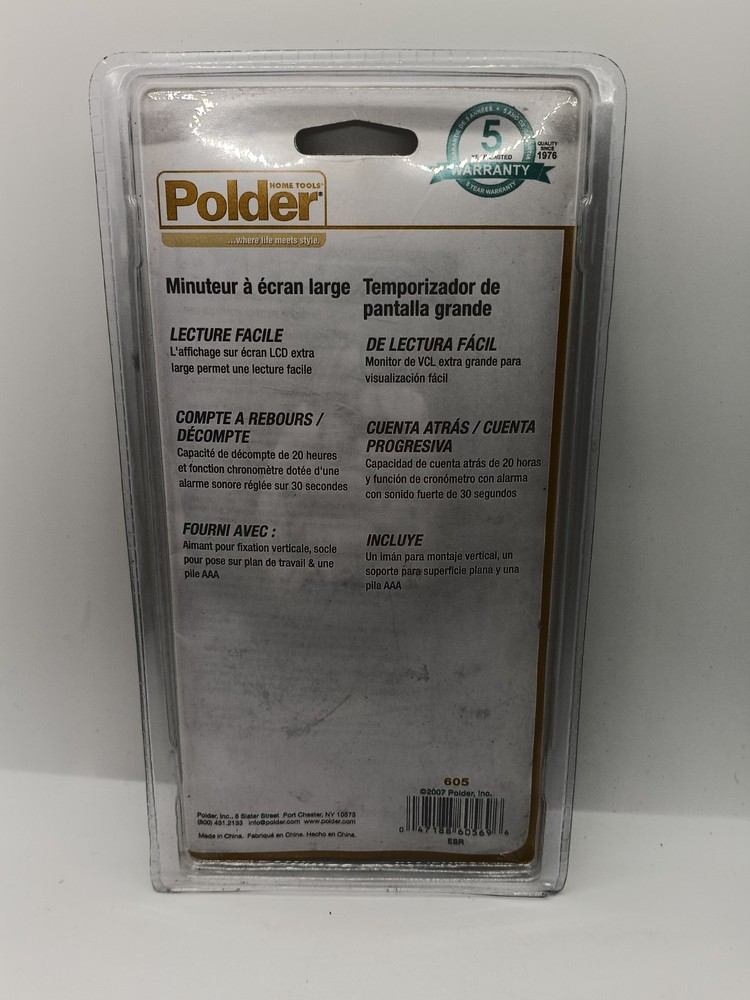 5
YEAR LIMITED
WARRANTY
5 YEAR WARRANTY
QUALITY
SINCE
1976
HOME TOOLS®
Polder®
...where life meets style.
Minuteur à écran large
LECTURE FACILE
L'affichage sur écran LCD extra
large permet une lecture facile
COMPTE A REBOURS /
DÉCOMPTE
Capacité de décompte de 20 heures
et fonction chronomètre dotée d'une
alarme sonore réglée sur 30 secondes
FOURNI AVEC :
Aimant pour fixation verticale, socle
pour pose sur plan de travail & une
pile AAA
Temporizador de
pantalla grande
DE LECTURA FÁCIL
Monitor de VCL extra grande para
visualización fácil
CUENTA ATRÁS / CUENTA
PROGRESIVA
Capacidad de cuenta atrás de 20 horas
y función de cronómetro con alarma
con sonido fuerte de 30 segundos
INCLUYE
Un imán para montaje vertical, un
soporte para superficie plana y una
pila AAA
Polder, Inc., 8 Slater Street Port Chester, NY 10573
(800) 431.2133 info@polder.com www.polder.com
Made in China. Fabriqué en Chine. Hecho en China.
605
©2007 Polder, Inc.
0 47188 60569 4
EBR